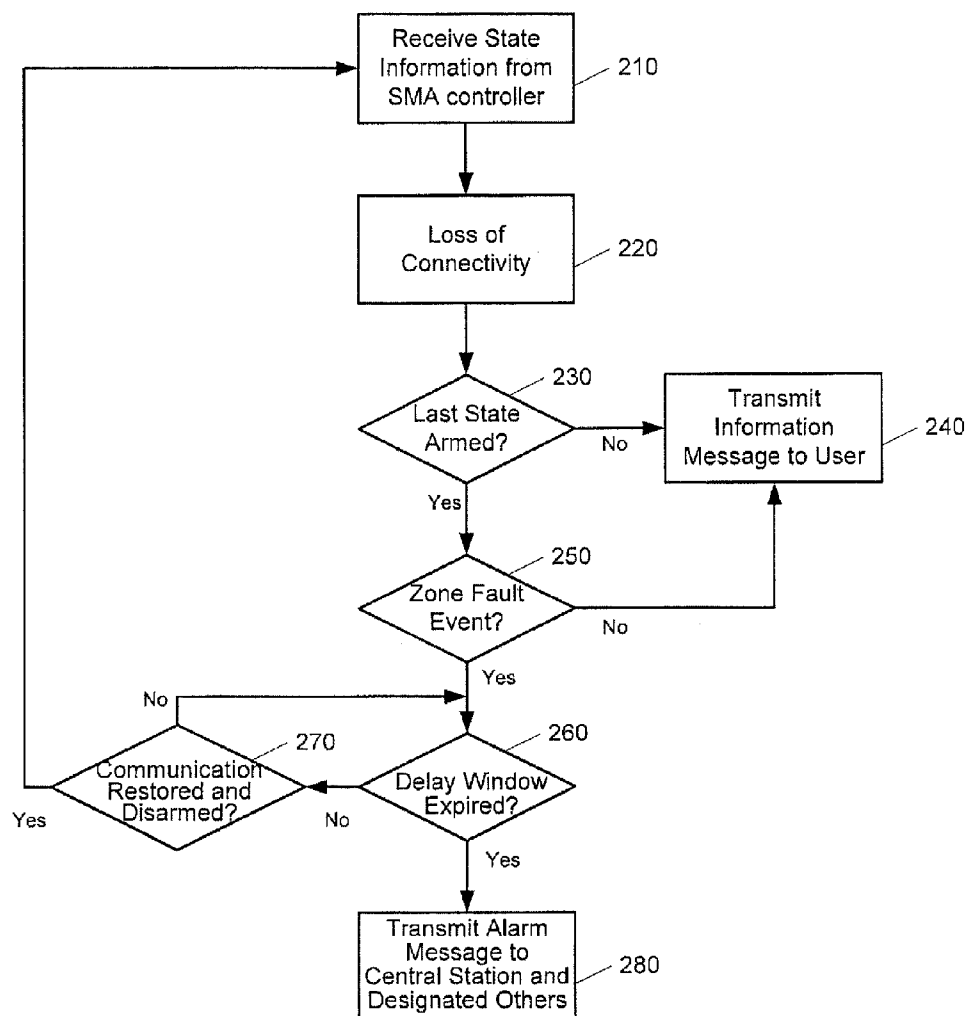 Receive State
Information from
SMA controller
210
Loss of
Connectivity
220
230
Last State
Armed?
No
Yes
Transmit
Information
Message to User
240
250
Zone Fault
Event?
No
Yes
No
270
Communication
Restored and
Disarmed?
Yes
260
Delay Window
Expired?
No
Yes
Transmit Alarm
Message to
Central Station and
Designated Others
280